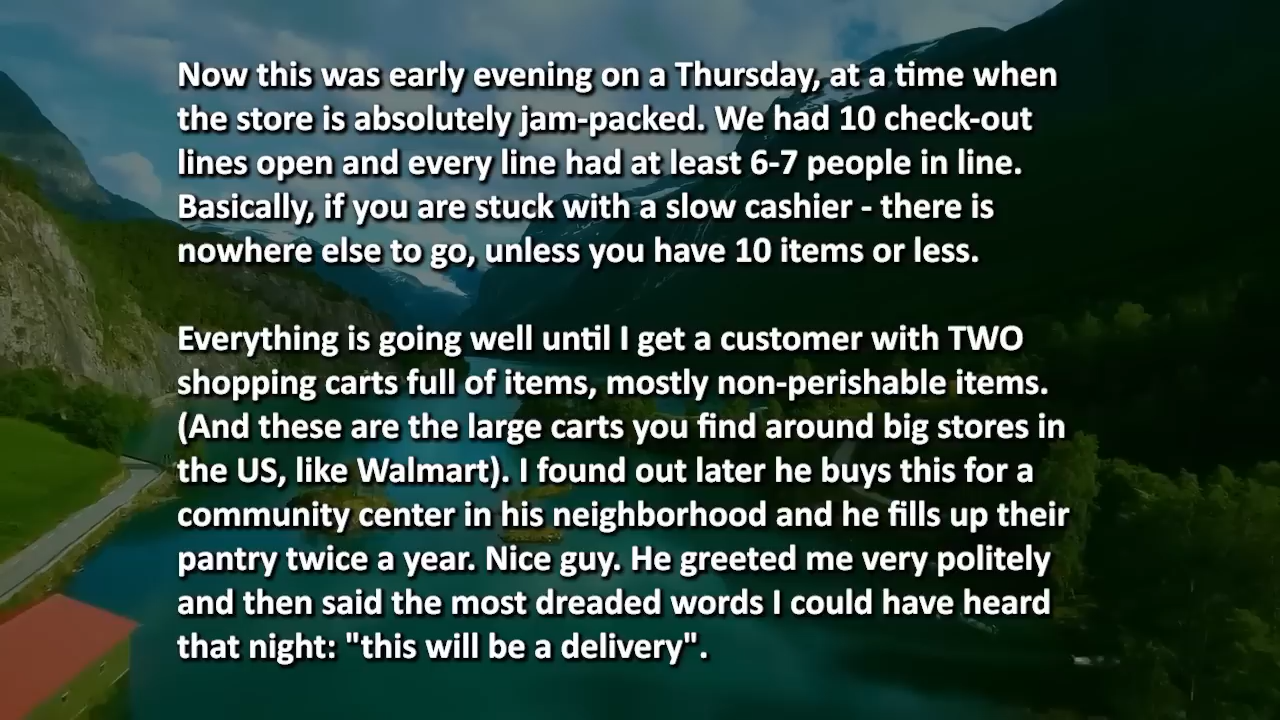 Now this was early evening on a Thursday, at a time when
the store is absolutely jam-packed. We had 10 check-out
lines open and every line had at least 6-7 people in line.
Basically, if you are stuck with a slow cashier - there is
nowhere else to go, unless you have 10 items or less.
Everything is going well until I get a customer with TWO
shopping carts full of items, mostly non-perishable items.
(And these are the large carts you find around big stores in
the US, like Walmart). I found out later he buys this for a
community center in his neighborhood and he fills up their
pantry twice a year. Nice guy. He greeted me very politely
and then said the most dreaded words I could have heard
that night: "this will be a delivery".